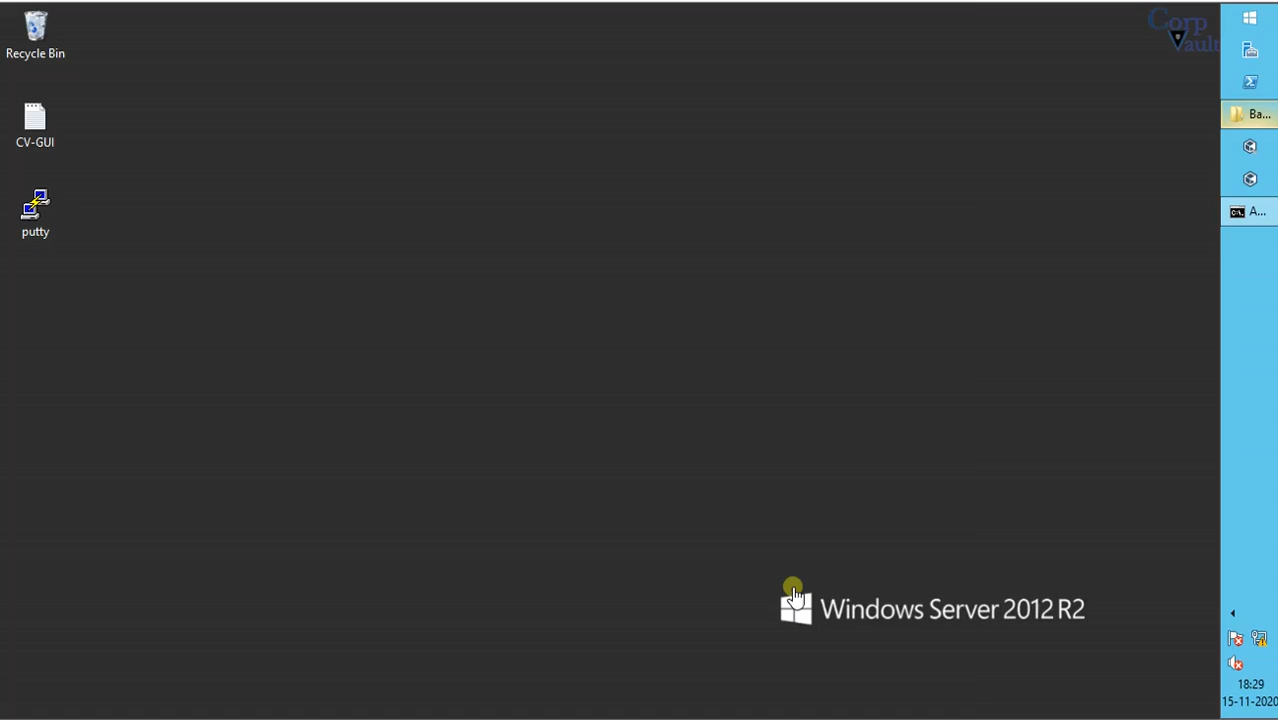 Recycle Bin
CV-GUI
putty
Corp
Vault
Ba...
C:\.
A...
Windows Server 2012 R2
18:29
15-11-2020